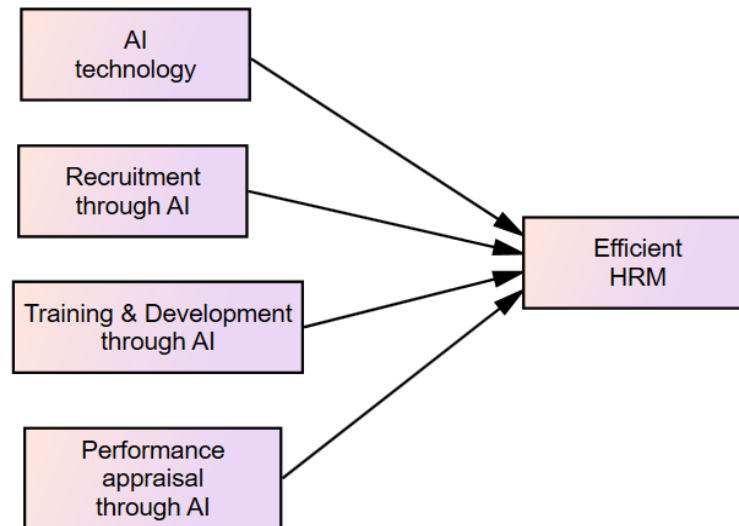 AI
technology
Recruitment
through AI
Training & Development
through AI
Performance
appraisal
through AI
Efficient
HRM